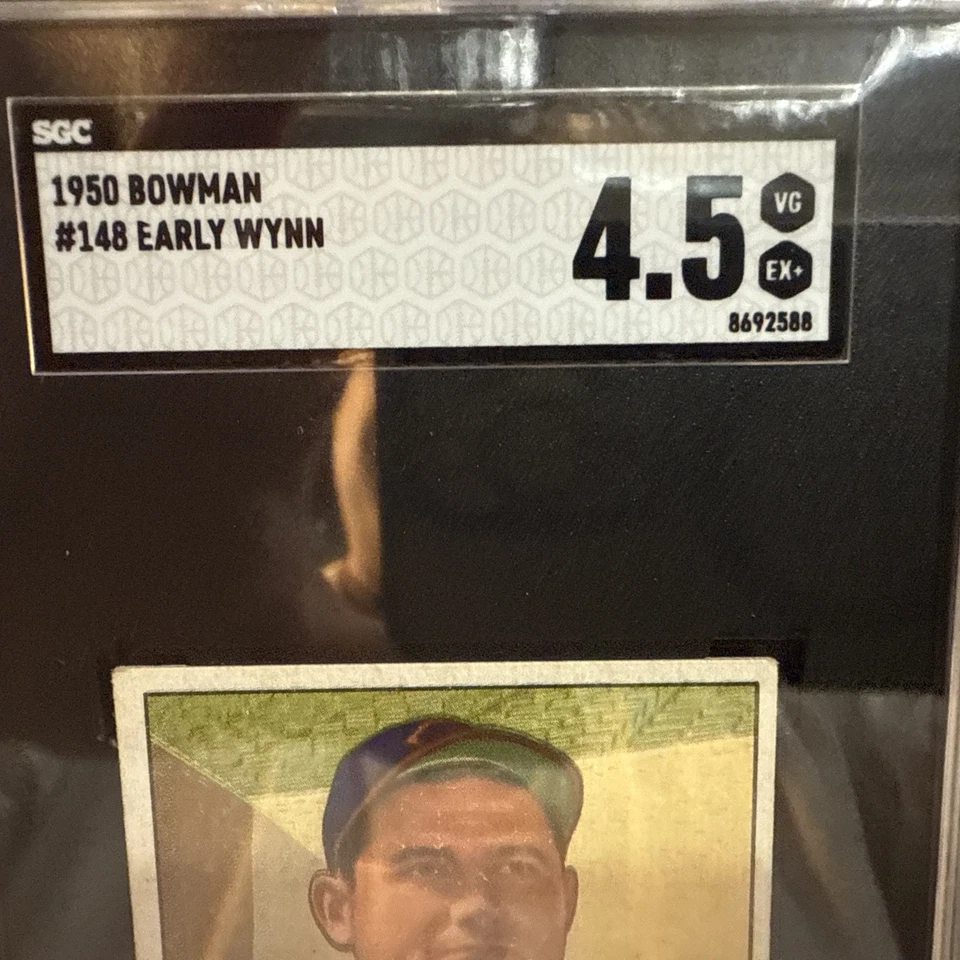 SGC
1950 BOWMAN
#148 EARLY WYNN
4.5
VG
EX+
8692588